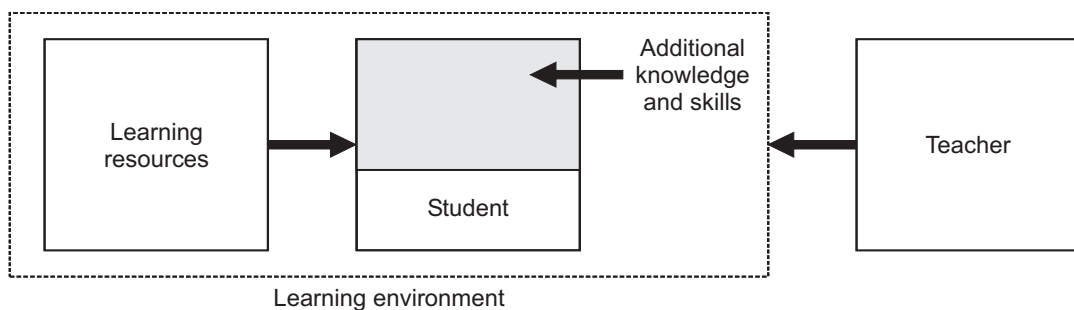 Learning
resources
Student
Additional
knowledge
and skills
Teacher
Learning environment